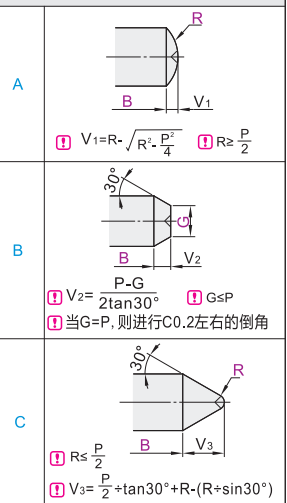 A
R
B
V1
! V1=R-√(R²-P²/4) ! R≥P/2
B
30°
G
B
V2
! V2=(P-G)/(2tan30°) ! G≤P
! 当G=P, 则进行C0.2左右的倒角
C
30°
R
B
V3
! R≤P/2
! V3=P/2÷tan30°+R-(R÷sin30°)